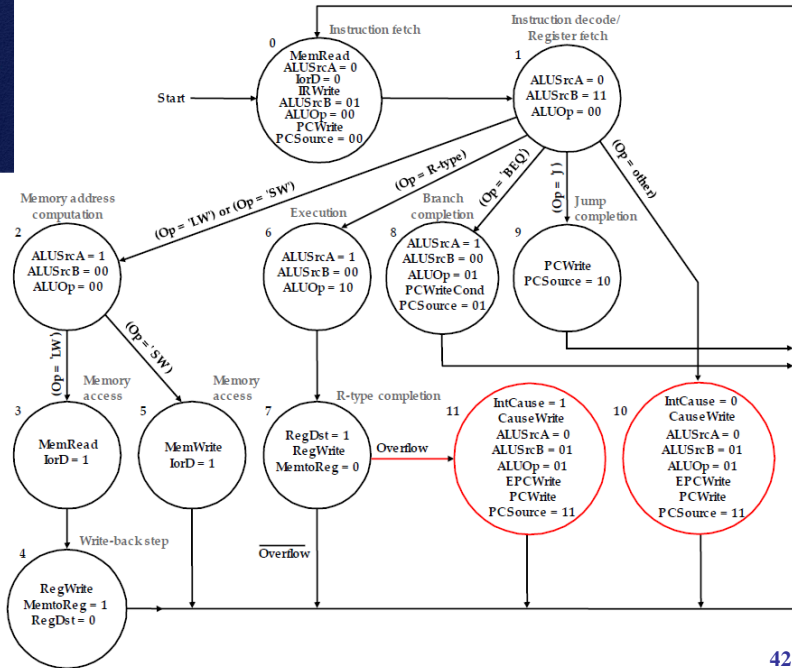 Instruction fetch
0
MemRead
ALUSrcA = 0
IorD = 0
IRWrite
ALUSrcB = 01
ALUOp = 00
PCWrite
PCSource = 00
Start
Instruction decode/
Register fetch
1
ALUSrcA = 0
ALUSrcB = 11
ALUOp = 00
(Op = 'LW') or (Op = 'SW')
(Op = R-type)
(Op = 'BEQ')
(Op = 'J')
(Op = other)
Memory address
computation
2
ALUSrcA = 1
ALUSrcB = 00
ALUOp = 00
Execution
6
ALUSrcA = 1
ALUSrcB = 00
ALUOp = 10
Branch
completion
8
ALUSrcA = 1
ALUSrcB = 00
ALUOp = 01
PCWriteCond
PCSource = 01
Jump
completion
9
PCWrite
PCSource = 10
(Op = 'LW')
(Op = 'SW')
Memory
access
3
MemRead
IorD = 1
Memory
access
5
MemWrite
IorD = 1
R-type completion
7
RegDst = 1
RegWrite
MemtoReg = 0
Overflow
Overflow
11
IntCause = 1
CauseWrite
ALUSrcA = 0
ALUSrcB = 01
ALUOp = 01
EPCWrite
PCWrite
PCSource = 11
10
IntCause = 0
CauseWrite
ALUSrcA = 0
ALUSrcB = 01
ALUOp = 01
EPCWrite
PCWrite
PCSource = 11
Write-back step
4
RegWrite
MemtoReg = 1
RegDst = 0
42